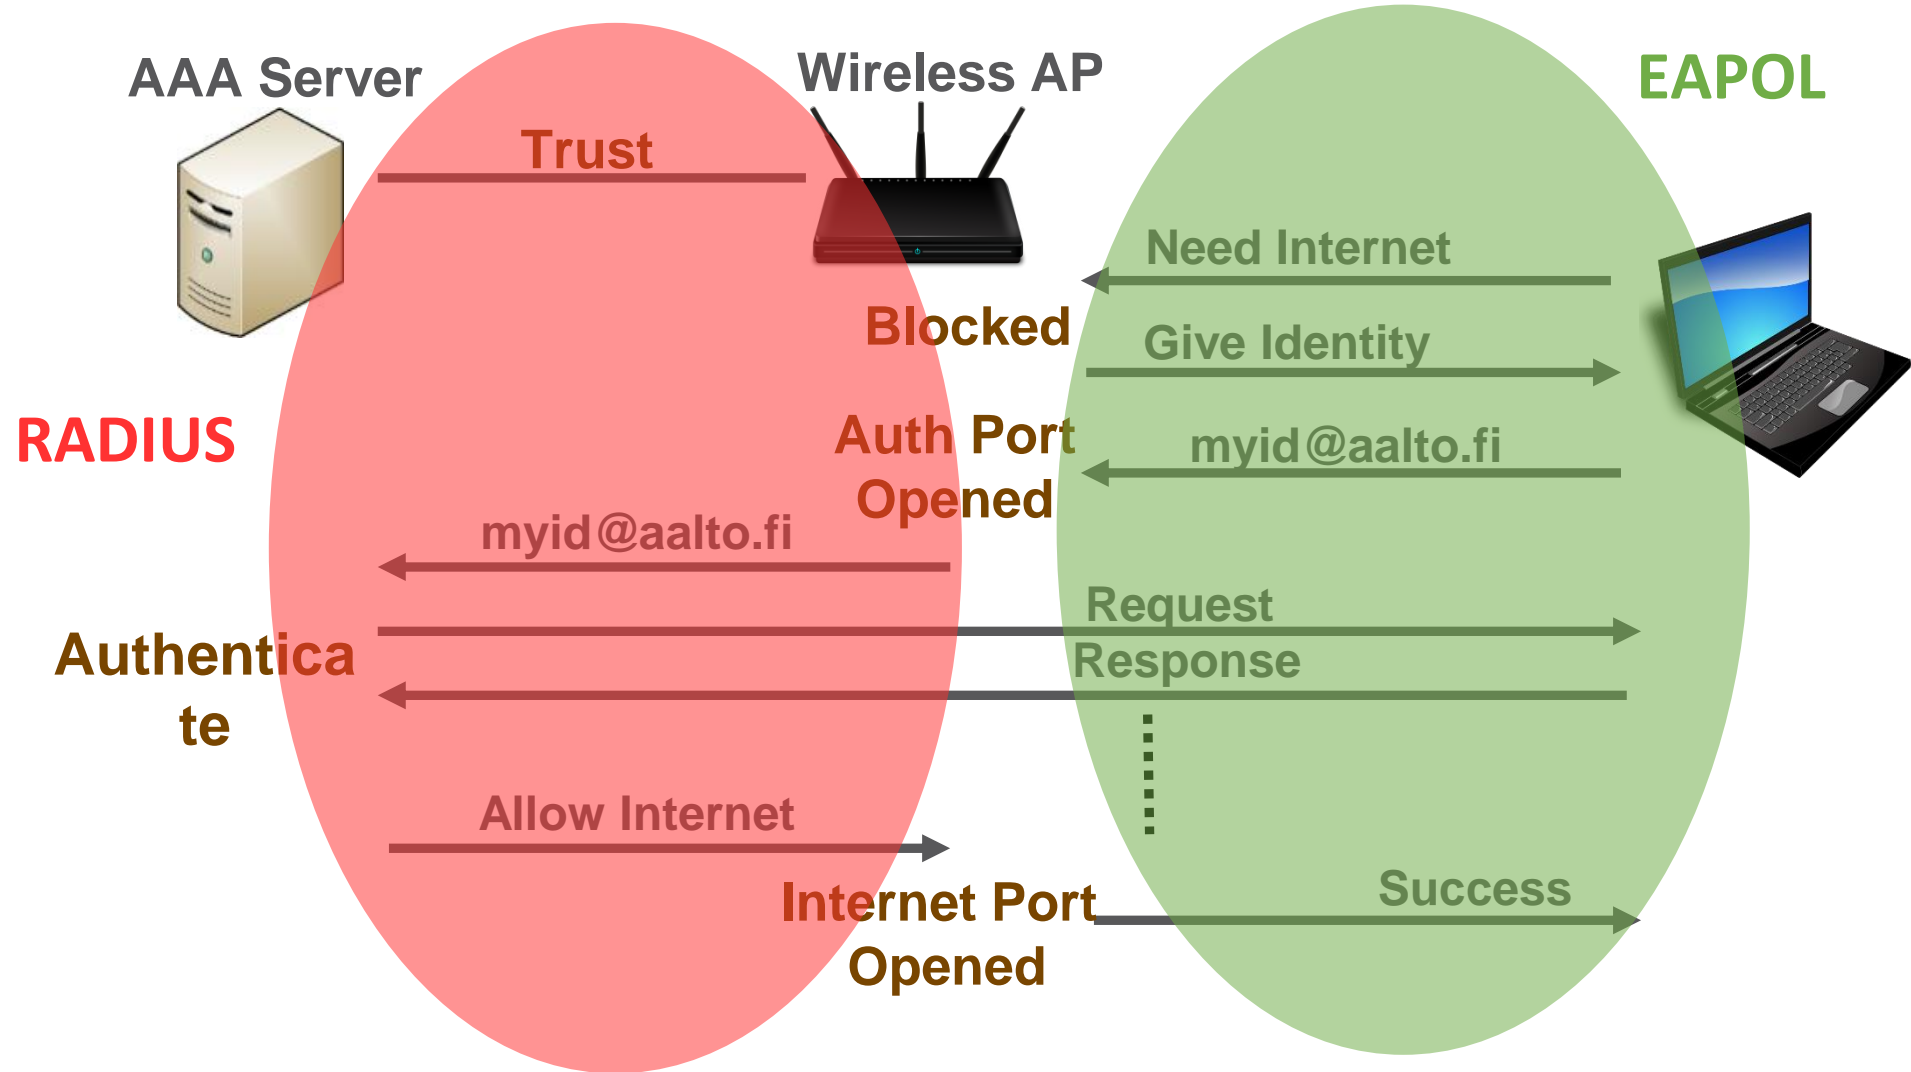 AAA Server
Wireless AP
EAPOL
Trust
Need Internet
Blocked
Give Identity
RADIUS
Auth Port
Opened
myid@aalto.fi
myid@aalto.fi
Request
Authentica
te
Response
Allow Internet
Internet Port
Opened
Success